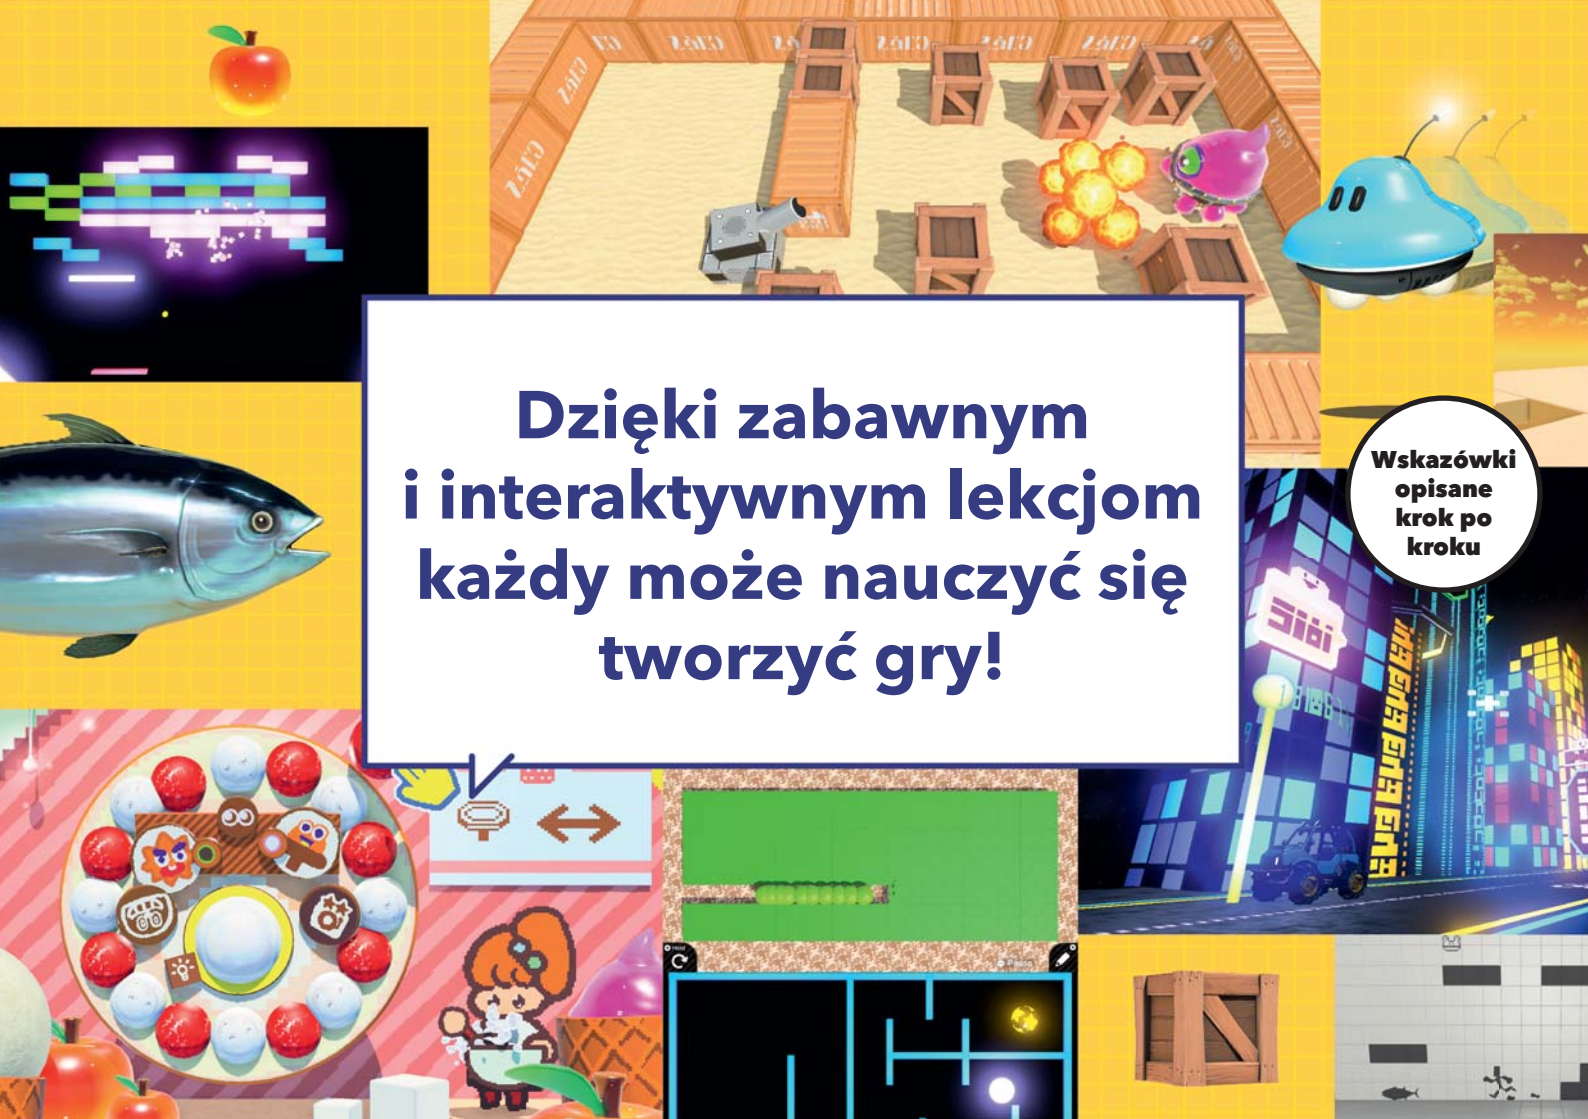 Dzięki zabawnym
i interaktywnym lekcjom
każdy może nauczyć się
tworzyć gry!
Wskazówki
opisane
krok po
kroku